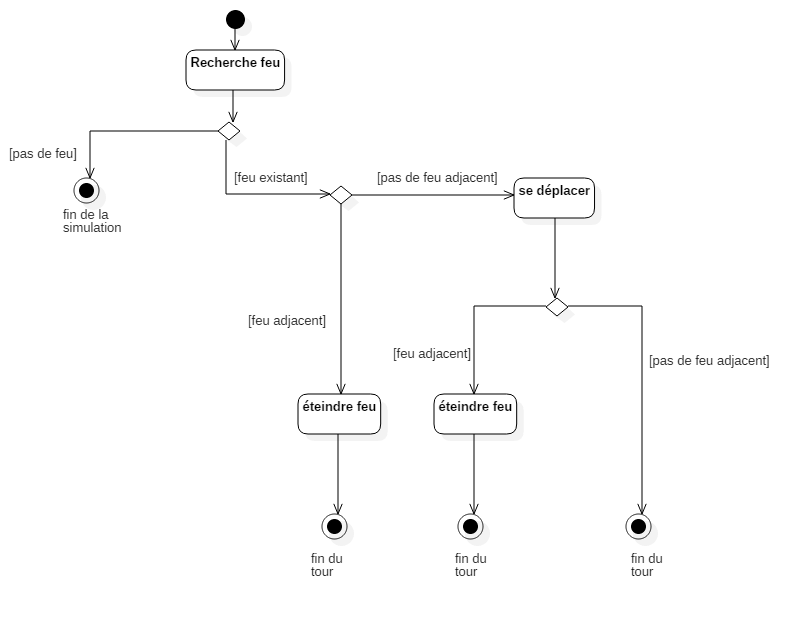 Recherche feu
[pas de feu]
fin de la
simulation
[feu existant]
[pas de feu adjacent]
se déplacer
[feu adjacent]
[feu adjacent]
[pas de feu adjacent]
éteindre feu
éteindre feu
fin du
tour
fin du
tour
fin du
tour